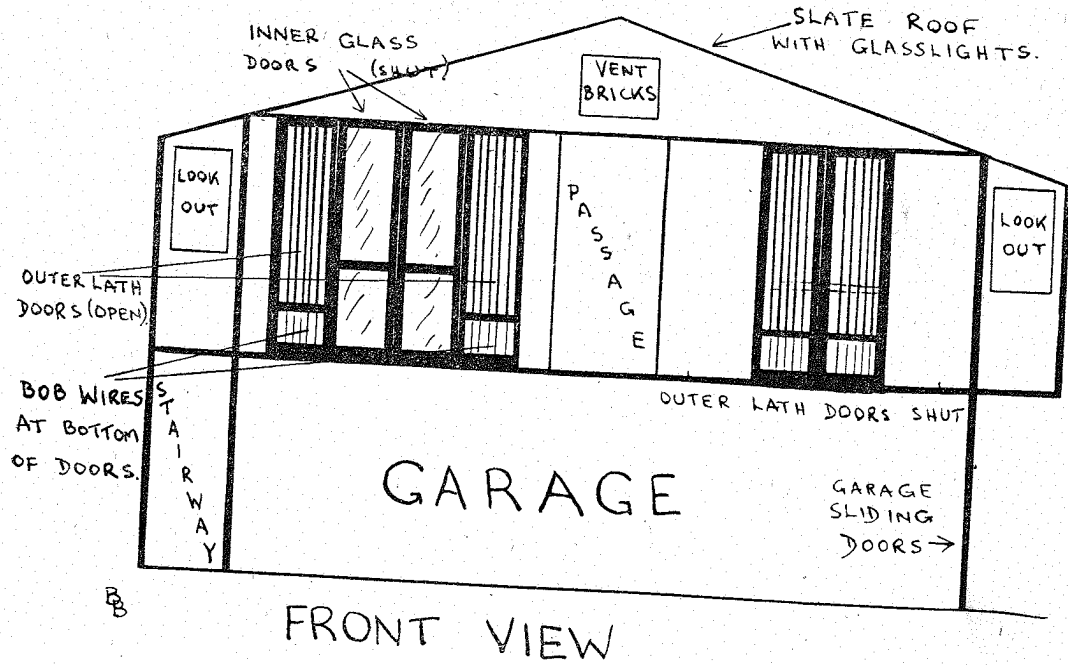 SLATE ROOF
WITH GLASSLIGHTS.
INNER GLASS
DOORS (SHUT)
VENT
BRICKS
LOOK
OUT
PASSAGE
LOOK
OUT
OUTER LATH
DOORS (OPEN)
BOB WIRES
AT BOTTOM
OF DOORS.
STAIRWAY
OUTER LATH DOORS SHUT
GARAGE
GARAGE
SLIDING
DOORS
BB
FRONT VIEW